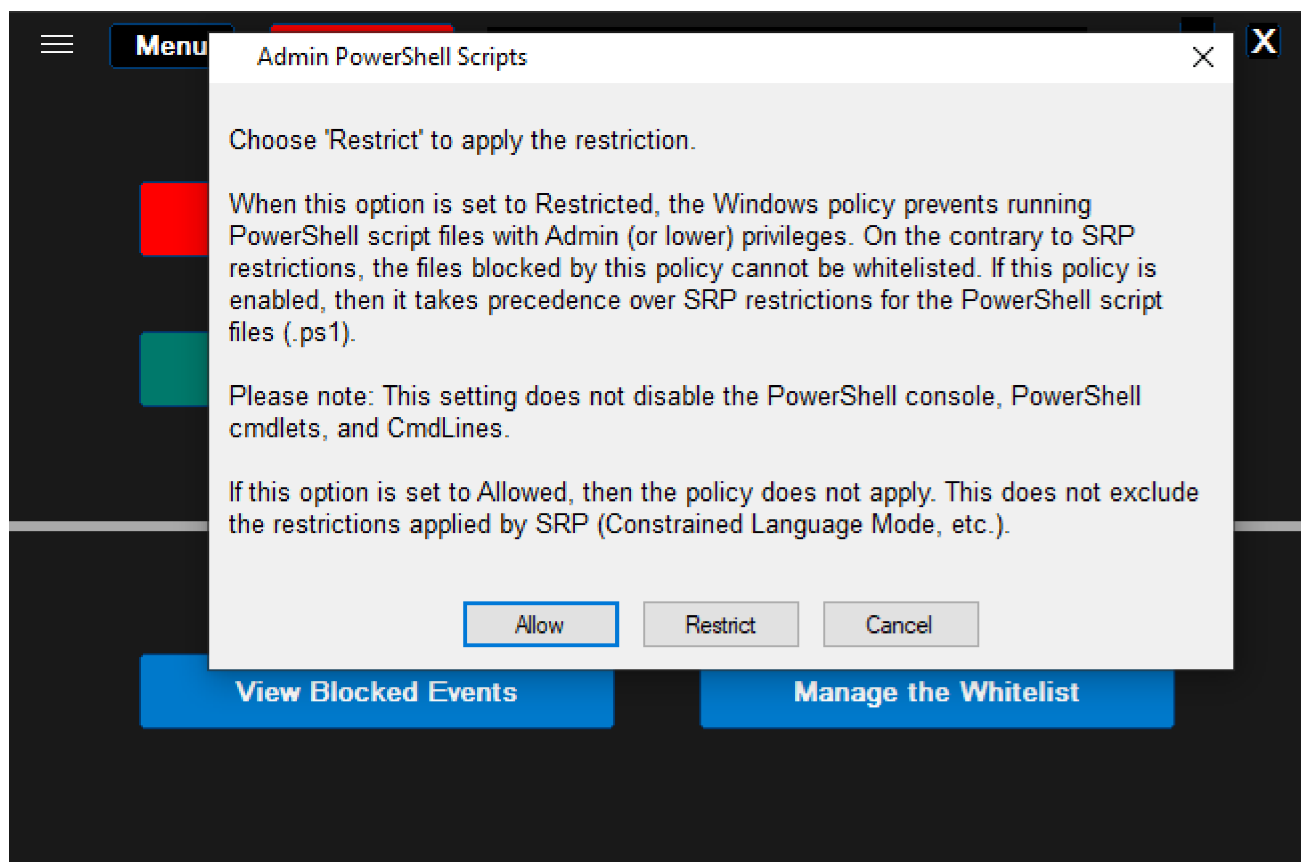 Menu
X
Admin PowerShell Scripts
Choose 'Restrict' to apply the restriction.
When this option is set to Restricted, the Windows policy prevents running
PowerShell script files with Admin (or lower) privileges. On the contrary to SRP
restrictions, the files blocked by this policy cannot be whitelisted. If this policy is
enabled, then it takes precedence over SRP restrictions for the PowerShell script
files (.ps1).
Please note: This setting does not disable the PowerShell console, PowerShell
cmdlets, and CmdLines.
If this option is set to Allowed, then the policy does not apply. This does not exclude
the restrictions applied by SRP (Constrained Language Mode, etc.).
Allow
Restrict
Cancel
View Blocked Events
Manage the Whitelist